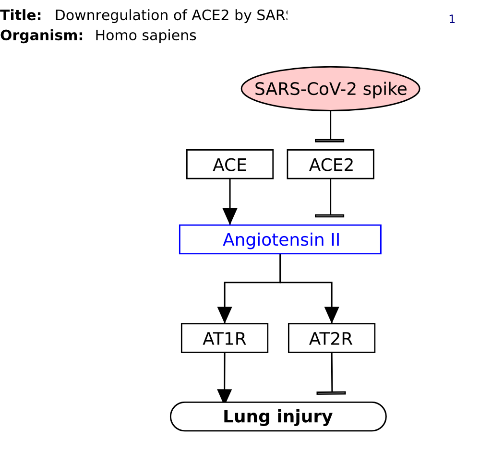 Title: Downregulation of ACE2 by SARS
1
Organism: Homo sapiens
SARS-CoV-2 spike
ACE ACE2
Angiotensin II
AT1R AT2R
Lung injury